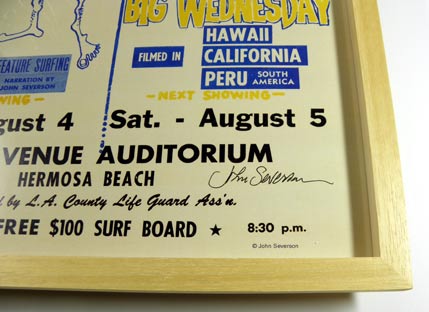 BIG WEDNESDAY
FILMED IN
HAWAII
CALIFORNIA
PERU SOUTH AMERICA
FEATURE SURFING
NARRATION BY
JOHN SEVERSON
- NEXT SHOWING -
gust 4 Sat. - August 5
VENUE AUDITORIUM
HERMOSA BEACH
John Severson
by L.A. County Life Guard Ass'n.
FREE $100 SURF BOARD ★ 8:30 p.m.
© John Severson